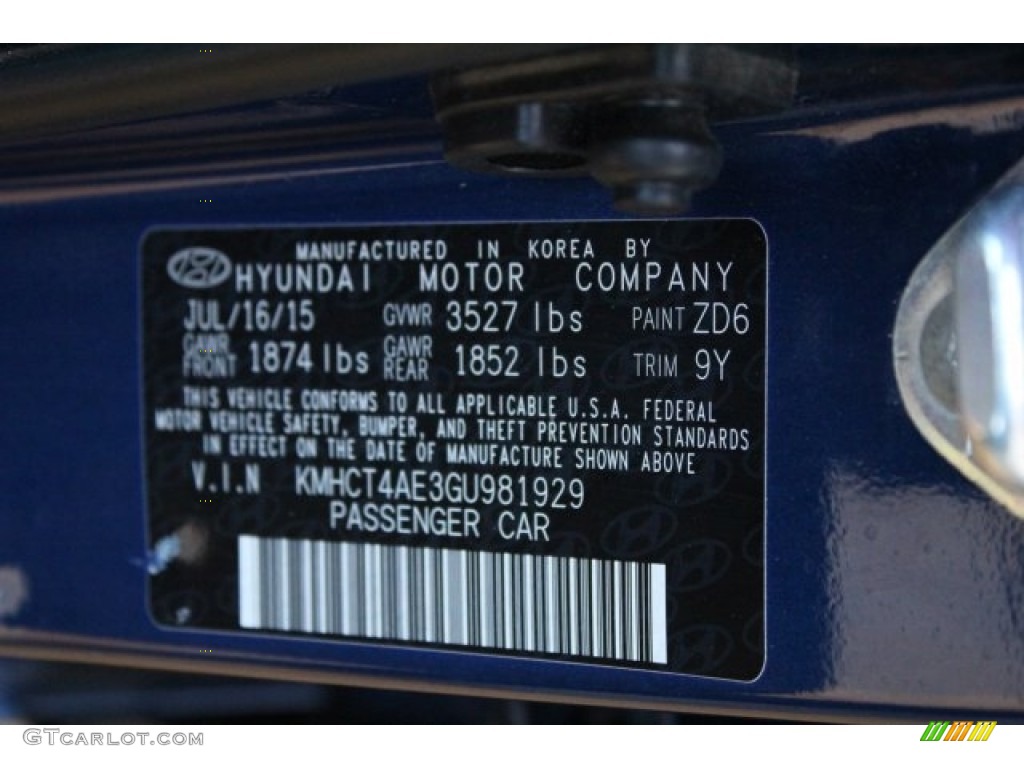 MANUFACTURED IN KOREA BY
HYUNDAI MOTOR COMPANY
JUL/16/15 GVWR 3527 lbs PAINT ZD6
GAWR FRONT 1874 lbs GAWR REAR 1852 lbs TRIM 9Y
THIS VEHICLE CONFORMS TO ALL APPLICABLE U.S.A. FEDERAL
MOTOR VEHICLE SAFETY, BUMPER, AND THEFT PREVENTION STANDARDS
IN EFFECT ON THE DATE OF MANUFACTURE SHOWN ABOVE
V.I.N KMHCT4AE3GU981929
PASSENGER CAR
GTCARLOT.COM